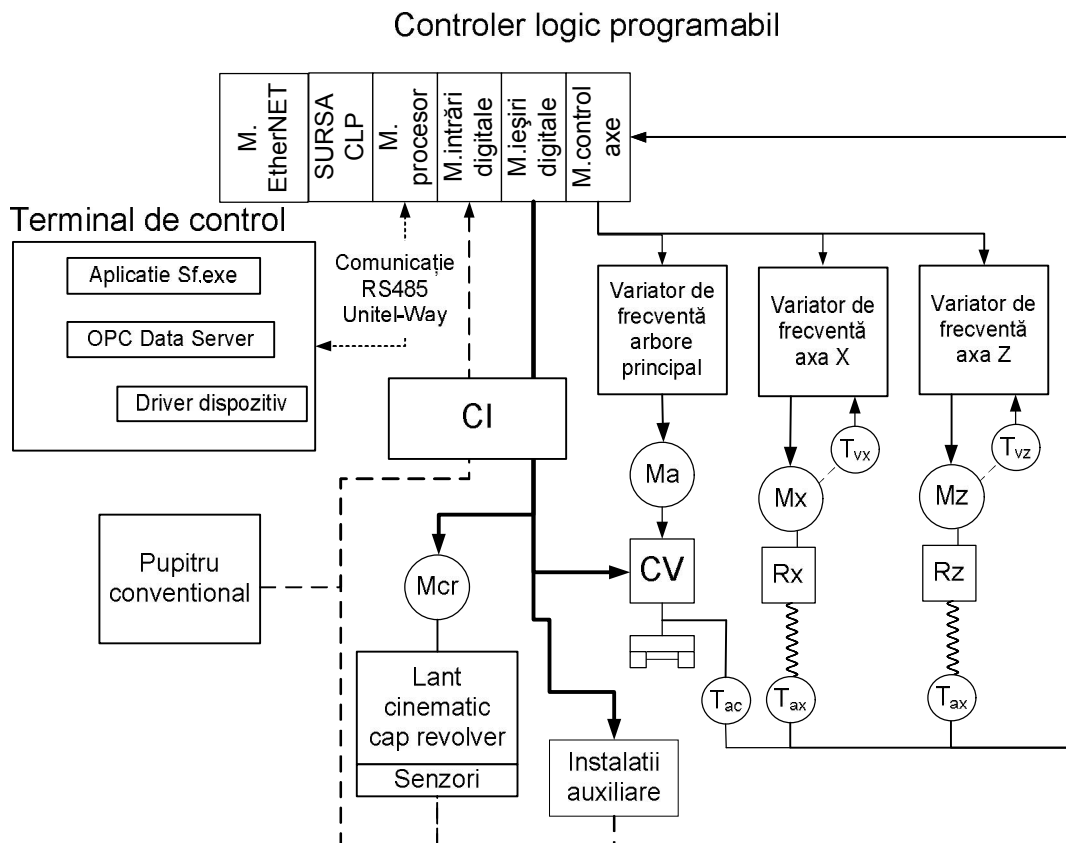 Controler logic programabil
M.
EtherNET
SURSA
CLP
M.
procesor
M.intrări
digitale
M.ieşiri
digitale
M.control
axe
Terminal de control
Aplicatie Sf.exe
OPC Data Server
Driver dispozitiv
Comunicaţie
RS485
Unitel-Way
Variator de
frecventă
arbore
principal
Variator de
frecventă
axa X
Variator de
frecventă
axa Z
CI
Ma
Tvx
Tvz
Mx
Mz
Pupitru
conventional
Mcr
CV
Rx
Rz
Lant
cinematic
cap revolver
Senzori
Tac
Tax
Tax
Instalatii
auxiliare